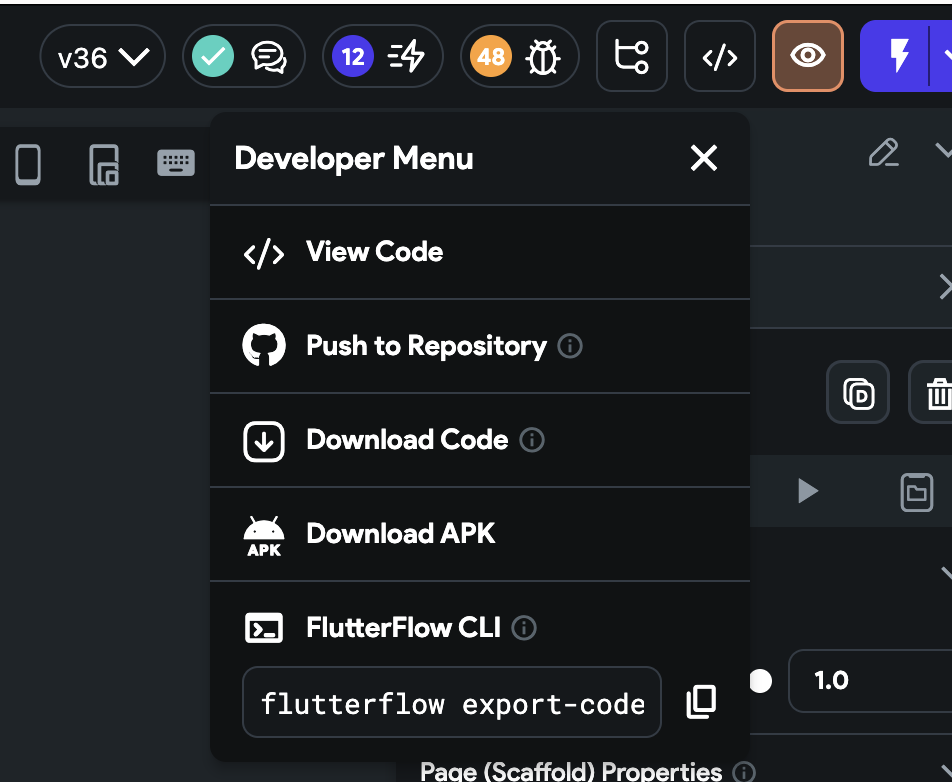 v36
12
48
Developer Menu
View Code
Push to Repository
Download Code
APK
Download APK
FlutterFlow CLI
flutterflow export-code
1.0
Page (Scaffold) Properties